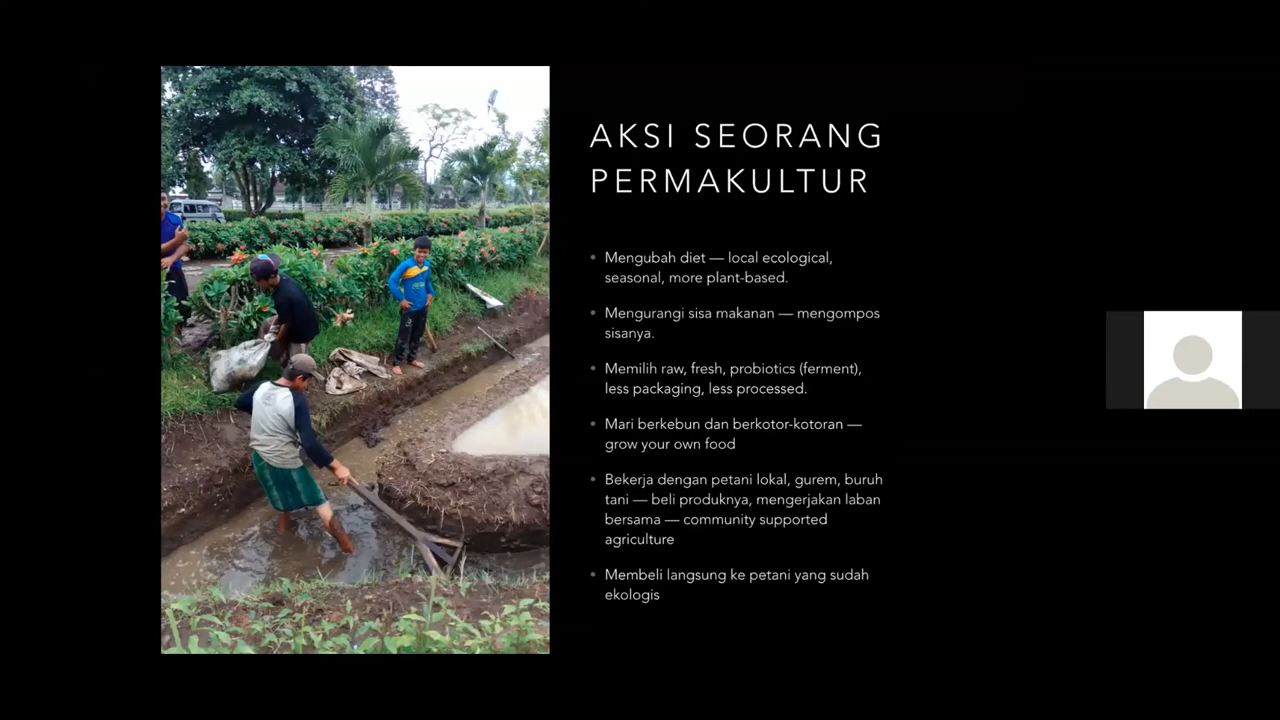 AKSI SEORANG
PERMAKULTUR
• Mengubah diet — local ecological,
seasonal, more plant-based.
• Mengurangi sisa makanan — mengompos
sisanya.
• Memilih raw, fresh, probiotics (ferment),
less packaging, less processed.
• Mari berkebun dan berkotor-kotoran —
grow your own food
• Bekerja dengan petani lokal, gurem, buruh
tani — beli produknya, mengerjakan laban
bersama — community supported
agriculture
• Membeli langsung ke petani yang sudah
ekologis